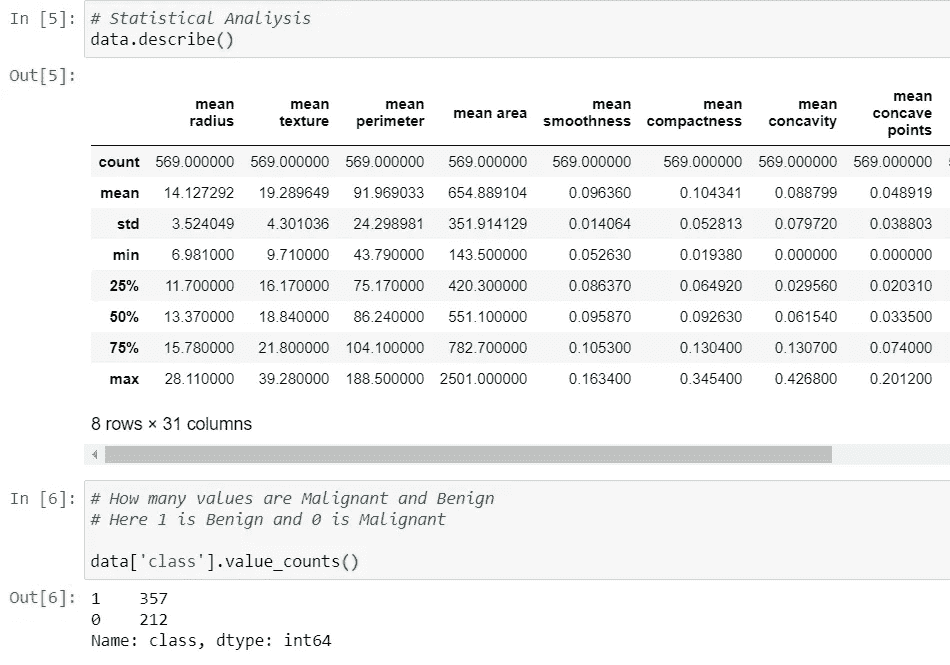 In [5]: # Statistical Analiysis
data.describe()
Out[5]:
mean radius mean texture mean perimeter mean area mean smoothness mean compactness mean concavity mean concave points
count 569.000000 569.000000 569.000000 569.000000 569.000000 569.000000 569.000000 569.000000
mean 14.127292 19.289649 91.969033 654.889104 0.096360 0.104341 0.088799 0.048919
std 3.524049 4.301036 24.298981 351.914129 0.014064 0.052813 0.079720 0.038803
min 6.981000 9.710000 43.790000 143.500000 0.052630 0.019380 0.000000 0.000000
25% 11.700000 16.170000 75.170000 420.300000 0.086370 0.064920 0.029560 0.020310
50% 13.370000 18.840000 86.240000 551.100000 0.095870 0.092630 0.061540 0.033500
75% 15.780000 21.800000 104.100000 782.700000 0.105300 0.130400 0.130700 0.074000
max 28.110000 39.280000 188.500000 2501.000000 0.163400 0.345400 0.426800 0.201200
8 rows × 31 columns
In [6]: # How many values are Malignant and Benign
# Here 1 is Benign and 0 is Malignant
data['class'].value_counts()
Out[6]: 1 357
0 212
Name: class, dtype: int64